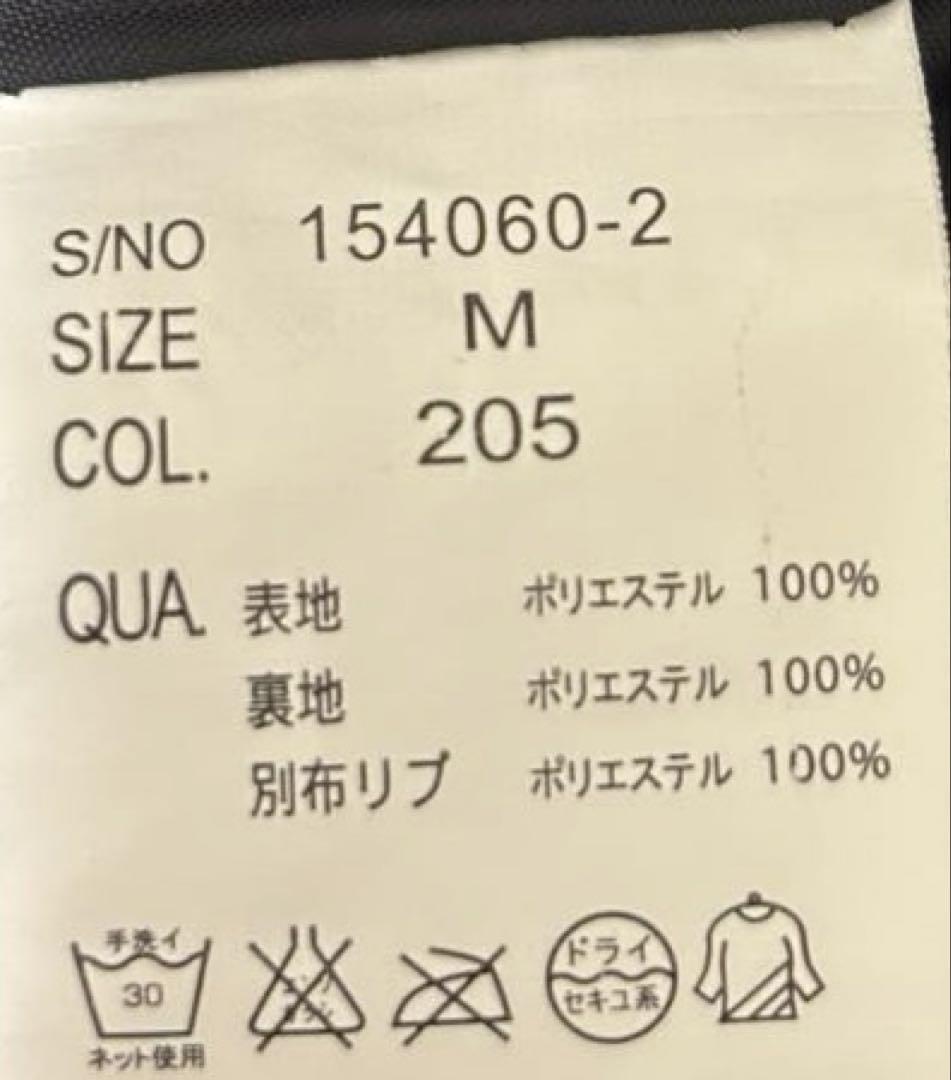 S/NO 154060-2
SIZE M
COL. 205
QUA. 表地 ポリエステル 100%
裏地 ポリエステル 100%
別布リブ ポリエステル 100%
手洗イ
30
ネット使用
ドライ
セキユ系